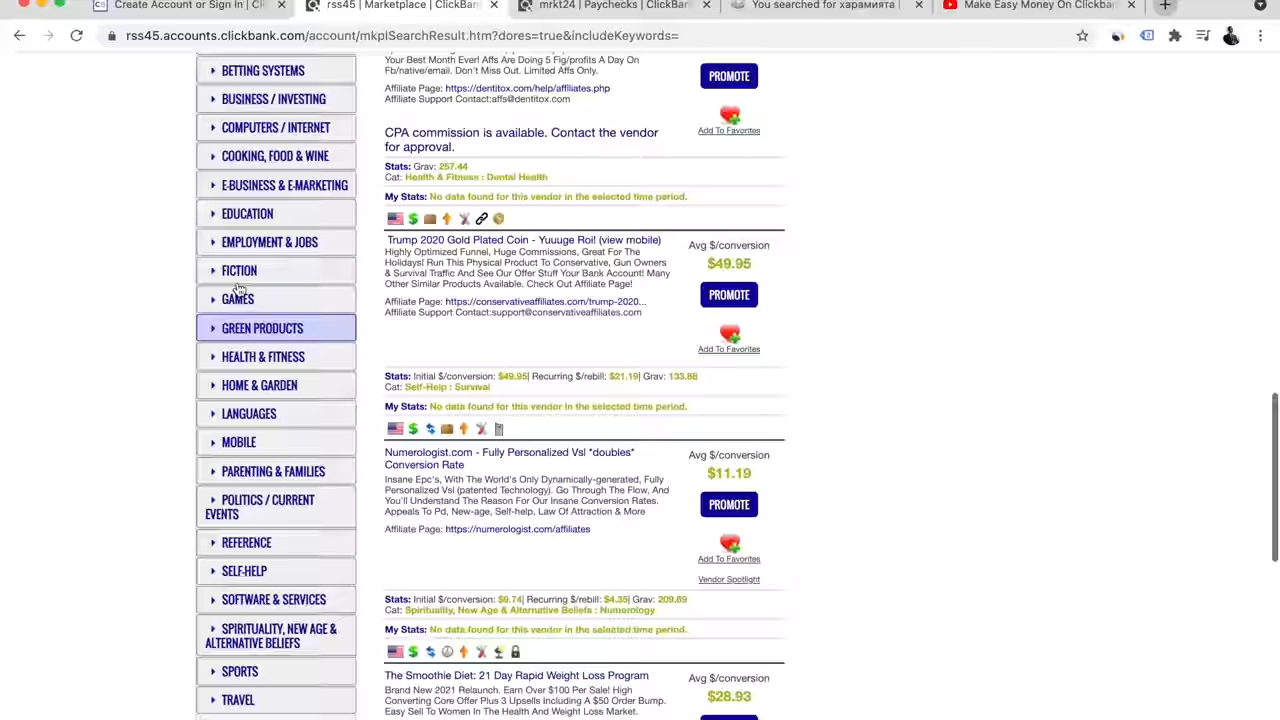 Create Account or Sign In | Cli
rss45 | Marketplace | ClickBan
mrkt24 | Paychecks | ClickBan
You searched for харамията
Make Easy Money On Clickban
rss45.accounts.clickbank.com/account/mkplSearchResult.htm?dores=true&includeKeywords=
BETTING SYSTEMS
BUSINESS / INVESTING
COMPUTERS / INTERNET
COOKING, FOOD & WINE
E-BUSINESS & E-MARKETING
EDUCATION
EMPLOYMENT & JOBS
FICTION
GAMES
GREEN PRODUCTS
HEALTH & FITNESS
HOME & GARDEN
LANGUAGES
MOBILE
PARENTING & FAMILIES
POLITICS / CURRENT
EVENTS
REFERENCE
SELF-HELP
SOFTWARE & SERVICES
SPIRITUALITY, NEW AGE &
ALTERNATIVE BELIEFS
SPORTS
TRAVEL
Your Best Month Ever! Affs Are Doing 5 Fig/profits A Day On
Fb/native/email. Don't Miss Out. Limited Affs Only.
Affiliate Page: https://dentitox.com/help/affiliates.php
Affiliate Support Contact:affs@dentitox.com
PROMOTE
Add To Favorites
CPA commission is available. Contact the vendor
for approval.
Stats: Grav: 257.44
Cat: Health & Fitness : Dental Health
My Stats: No data found for this vendor in the selected time period.
Trump 2020 Gold Plated Coin - Yuuuge Roi! (view mobile)
Highly Optimized Funnel, Huge Commissions, Great For The
Holidays! Run This Physical Product To Conservative, Gun Owners
& Survival Traffic And See Our Offer Stuff Your Bank Account! Many
Other Similar Products Available. Check Out Affiliate Page!
Affiliate Page: https://conservativeaffiliates.com/trump-2020...
Affiliate Support Contact:support@conservativeaffiliates.com
Avg $/conversion
$49.95
PROMOTE
Add To Favorites
Stats: Initial $/conversion: $49.95| Recurring $/rebill: $21.19| Grav: 133.88
Cat: Self-Help : Survival
My Stats: No data found for this vendor in the selected time period.
Numerologist.com - Fully Personalized Vsl *doubles*
Conversion Rate
Insane Epc's, With The World's Only Dynamically-generated, Fully
Personalized Vsl (patented Technology). Go Through The Flow, And
You'll Understand The Reason For Our Insane Conversion Rates.
Appeals To Pd, New-age, Self-help, Law Of Attraction & More
Affiliate Page: https://numerologist.com/affiliates
Avg $/conversion
$11.19
PROMOTE
Add To Favorites
Vendor Spotlight
Stats: Initial $/conversion: $9.74| Recurring $/rebill: $4.35| Grav: 209.69
Cat: Spirituality, New Age & Alternative Beliefs : Numerology
My Stats: No data found for this vendor in the selected time period.
The Smoothie Diet: 21 Day Rapid Weight Loss Program
Brand New 2021 Relaunch. Earn Over $100 Per Sale! High
Converting Core Offer Plus 3 Upsells Including A $50 Order Bump.
Easy Sell To Women In The Health And Weight Loss Market.
Avg $/conversion
$28.93